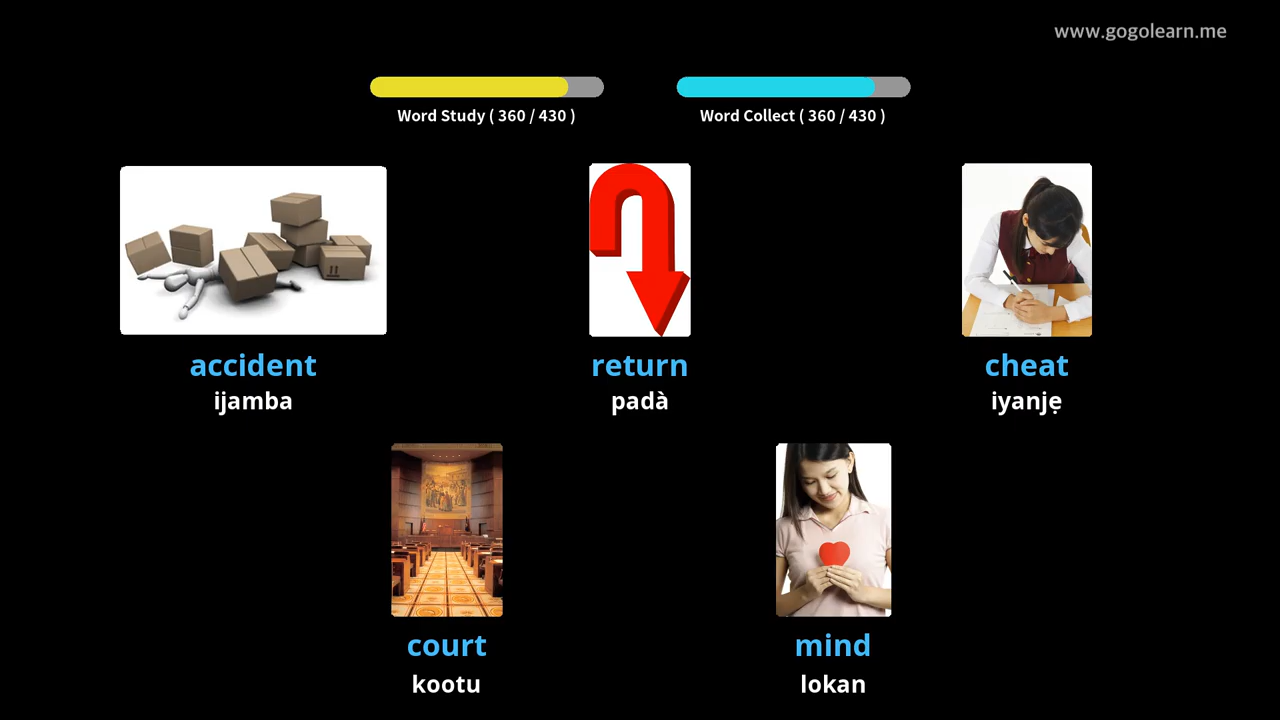 www.gogolearn.me
Word Study ( 360 / 430 )
Word Collect ( 360 / 430 )
accident
ijamba
return
padà
cheat
iyanjẹ
court
kootu
mind
lokan